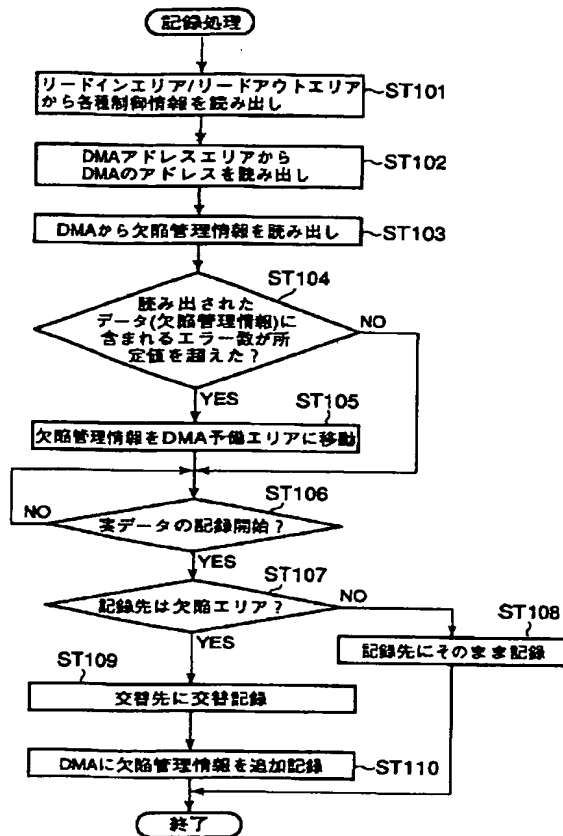 記録処理
リードインエリア/リードアウトエリア
から各種制御情報を読み出し
ST101
DMAアドレスエリアから
DMAのアドレスを読み出し
ST102
DMAから欠陥管理情報を読み出し
ST103
ST104
読み出された
データ(欠陥管理情報)に
含まれるエラー数が所
定値を超えた?
NO
YES
ST105
欠陥管理情報をDMA予備エリアに移動
ST106
NO
実データの記録開始?
YES
ST107
記録先は欠陥エリア?
NO
YES
ST108
記録先にそのまま記録
ST109
交替先に交替記録
DMAに欠陥管理情報を追加記録
ST110
終了